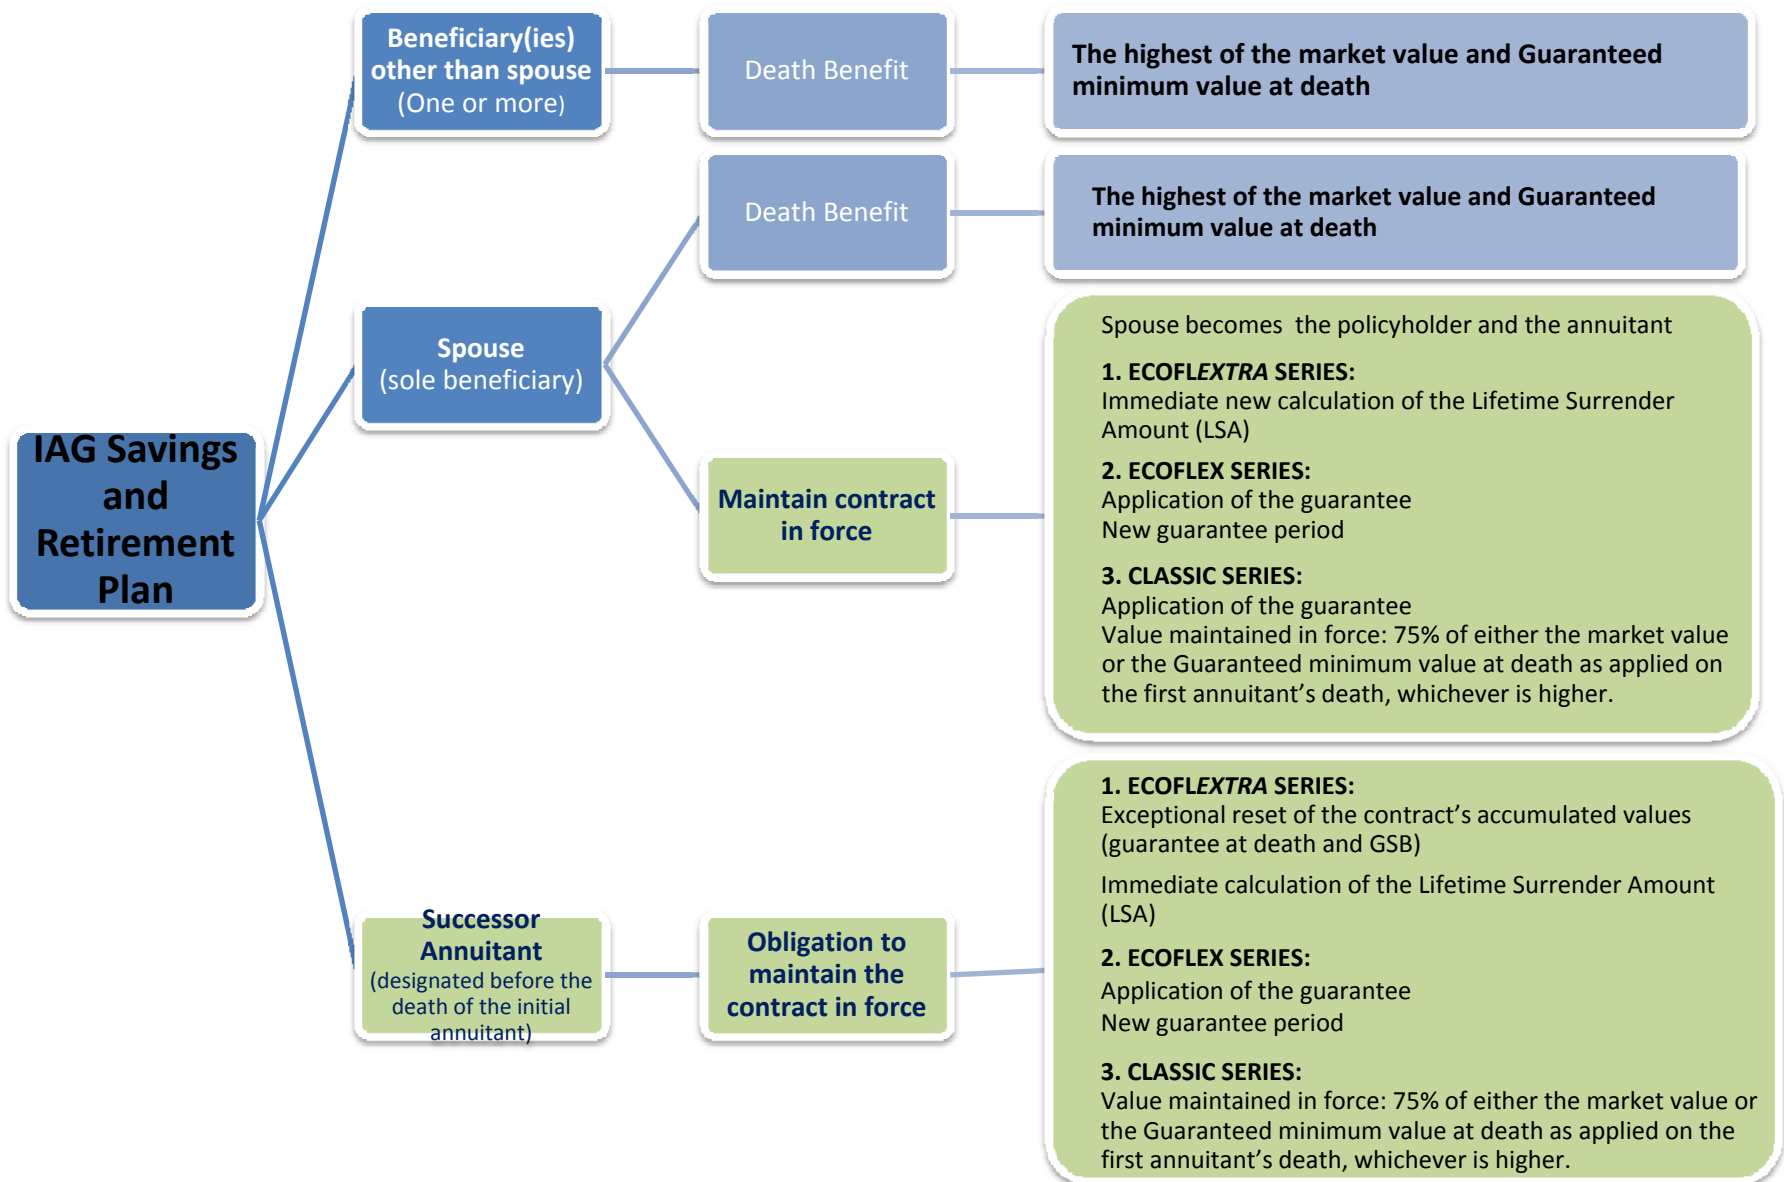 IAG Savings
and
Retirement
Plan
Beneficiary(ies)
other than spouse
(One or more)
Death Benefit
The highest of the market value and Guaranteed
minimum value at death
Spouse
(sole beneficiary)
Death Benefit
The highest of the market value and Guaranteed
minimum value at death
Maintain contract
in force
Spouse becomes the policyholder and the annuitant
1. ECOFLEXTRA SERIES:
Immediate new calculation of the Lifetime Surrender
Amount (LSA)
2. ECOFLEX SERIES:
Application of the guarantee
New guarantee period
3. CLASSIC SERIES:
Application of the guarantee
Value maintained in force: 75% of either the market value
or the Guaranteed minimum value at death as applied on
the first annuitant’s death, whichever is higher.
Successor
Annuitant
(designated before the
death of the initial
annuitant)
Obligation to
maintain the
contract in force
1. ECOFLEXTRA SERIES:
Exceptional reset of the contract’s accumulated values
(guarantee at death and GSB)
Immediate calculation of the Lifetime Surrender Amount
(LSA)
2. ECOFLEX SERIES:
Application of the guarantee
New guarantee period
3. CLASSIC SERIES:
Value maintained in force: 75% of either the market value or
the Guaranteed minimum value at death as applied on the
first annuitant’s death, whichever is higher.